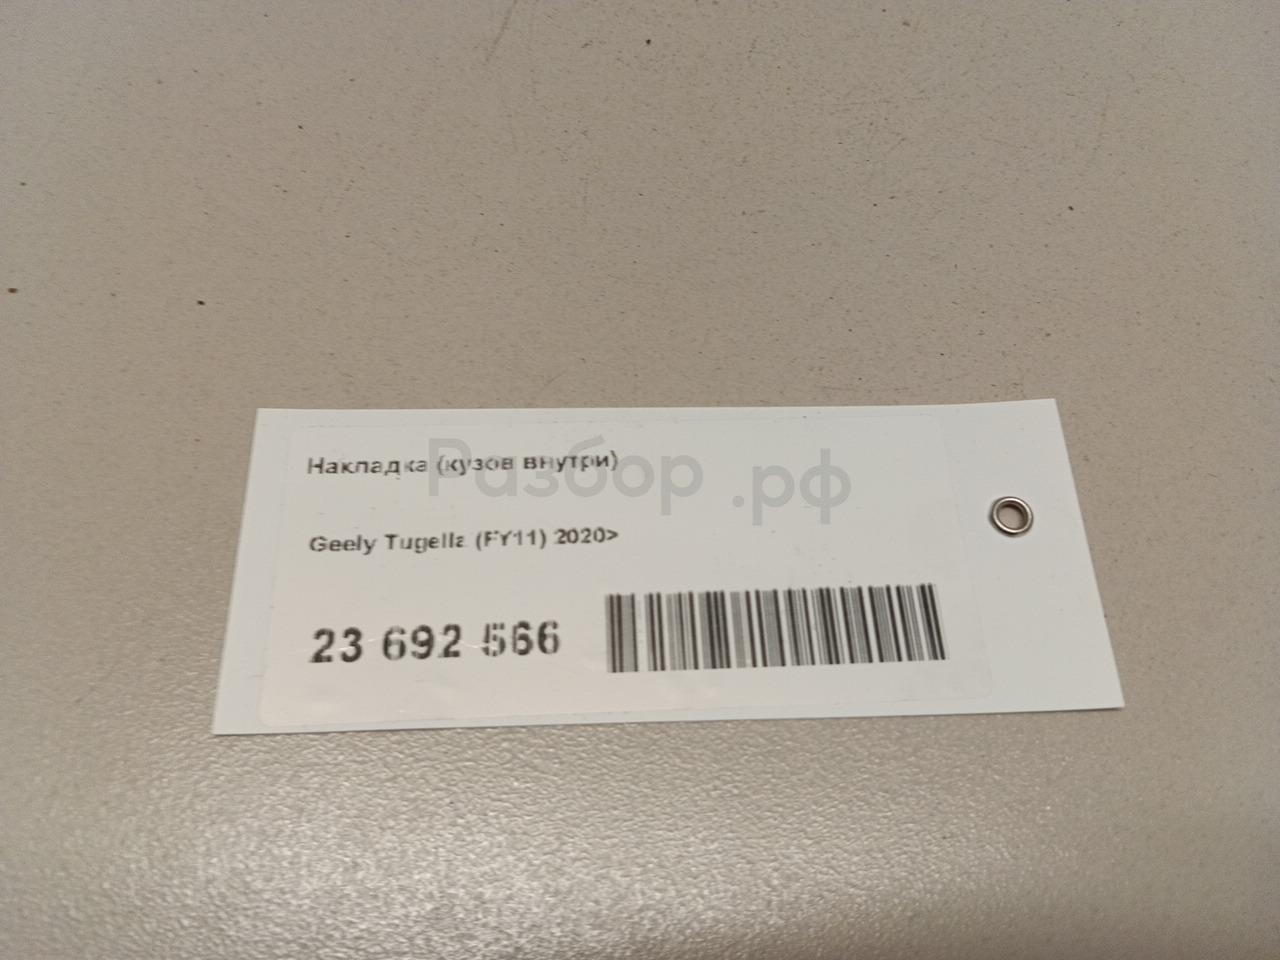 Накладка (кузов внутри)
Разбор.рф
Geely Tugella (FY11) 2020>
23 692 566